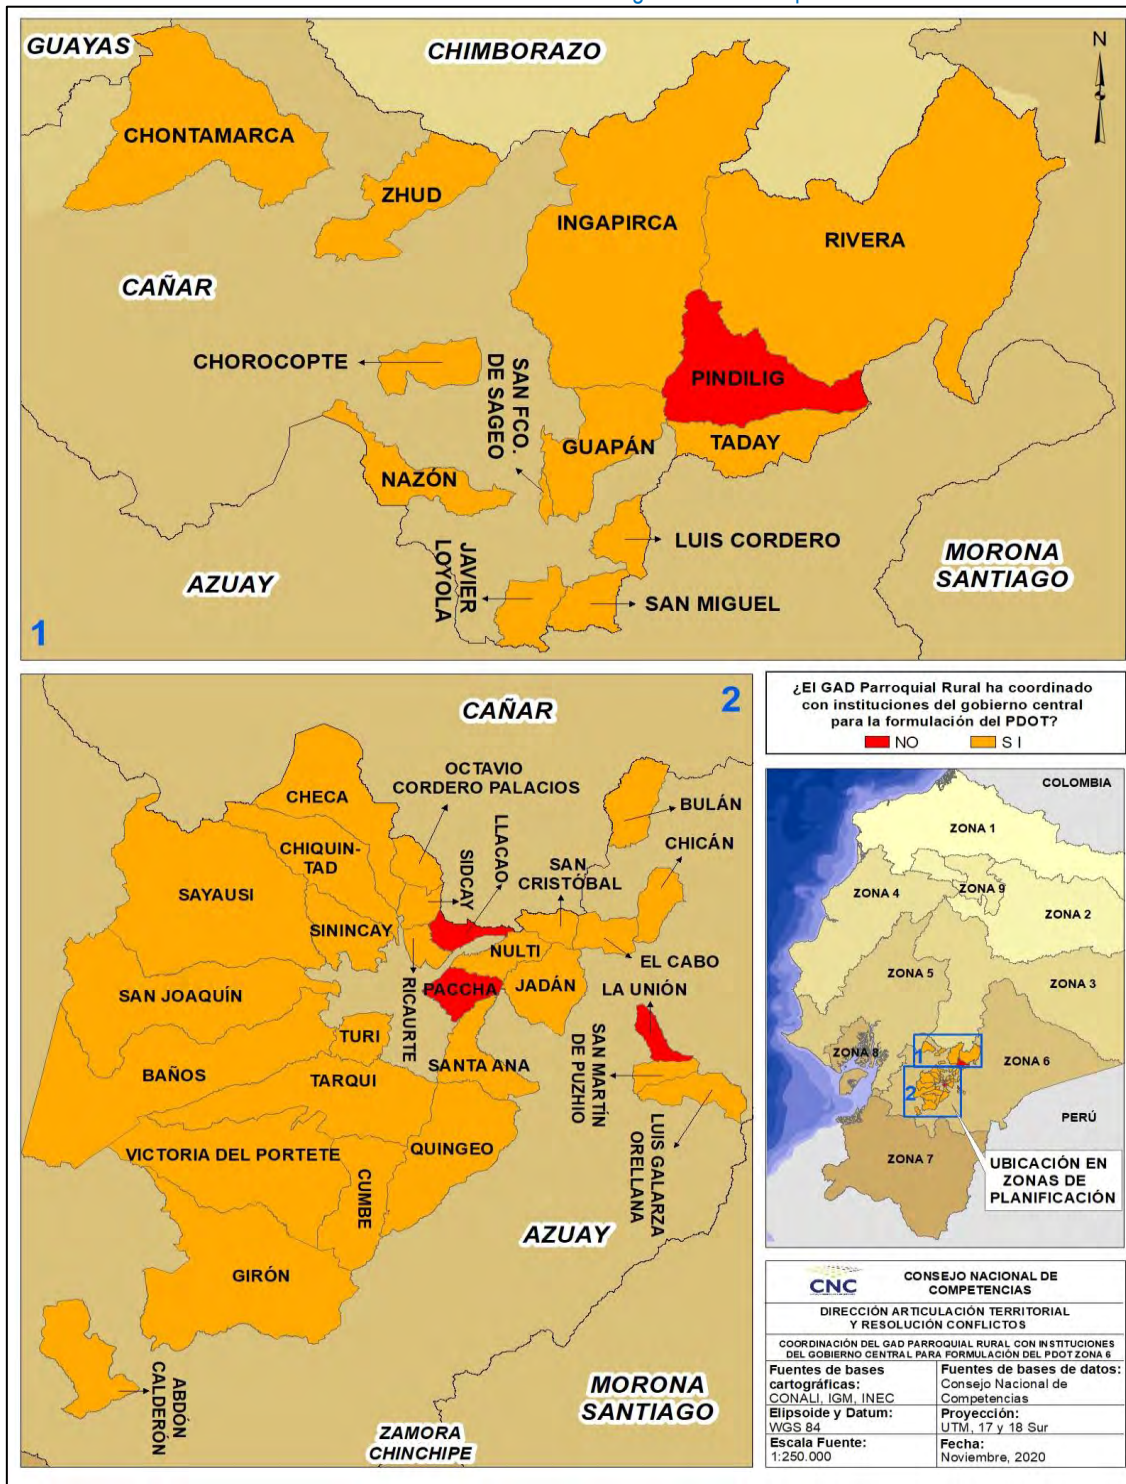 GUAYAS
CHIMBORAZO
N
CHONTAMARCA
ZHUD
INGAPIRCA
RIVERA
CAÑAR
CHOROCOPTE
SAN FCO.
DE SAGEO
PINDILIG
GUAPÁN
TADAY
NAZÓN
LUIS CORDERO
JAVIER
LOYOLA
MORONA
SANTIAGO
AZUAY
SAN MIGUEL
1
CAÑAR
2
OCTAVIO
CORDERO PALACIOS
CHECA
BULÁN
LLACAO
SIDCAY
CHIQUIN-
TAD
CHICÁN
SAN
CRISTÓBAL
SAYAUSI
SININCAY
NULTI
EL CABO
RICAURTE
PACCHA
JADÁN
LA UNIÓN
SAN JOAQUÍN
TURI
SANTA ANA
SAN MARTÍN
DE PUZHIO
BAÑOS
TARQUI
VICTORIA DEL PORTETE
QUINGEO
CUMBE
LUIS GALARZA
ORELLANA
AZUAY
GIRÓN
ABDÓN
CALDERÓN
MORONA
SANTIAGO
ZAMORA
CHINCHIPE
¿El GAD Parroquial Rural ha coordinado
con instituciones del gobierno central
para la formulación del PDOT?
NO SI
COLOMBIA
ZONA 1
ZONA 4
ZONA 9
ZONA 2
ZONA 5
ZONA 3
ZONA 8
1
ZONA 6
2
PERÚ
ZONA 7
UBICACIÓN EN
ZONAS DE
PLANIFICACIÓN
CNC
CONSEJO NACIONAL DE
COMPETENCIAS
DIRECCIÓN ARTICULACIÓN TERRITORIAL
Y RESOLUCIÓN CONFLICTOS
COORDINACIÓN DEL GAD PARROQUIAL RURAL CON INSTITUCIONES
DEL GOBIERNO CENTRAL PARA FORMULACIÓN DEL PDOT ZONA 6
Fuentes de bases
cartográficas:
CONALI, IGM, INEC
Fuentes de bases de datos:
Consejo Nacional de
Competencias
Elipsoide y Datum:
WGS 84
Proyección:
UTM, 17 y 18 Sur
Escala Fuente:
1:250.000
Fecha:
Noviembre, 2020